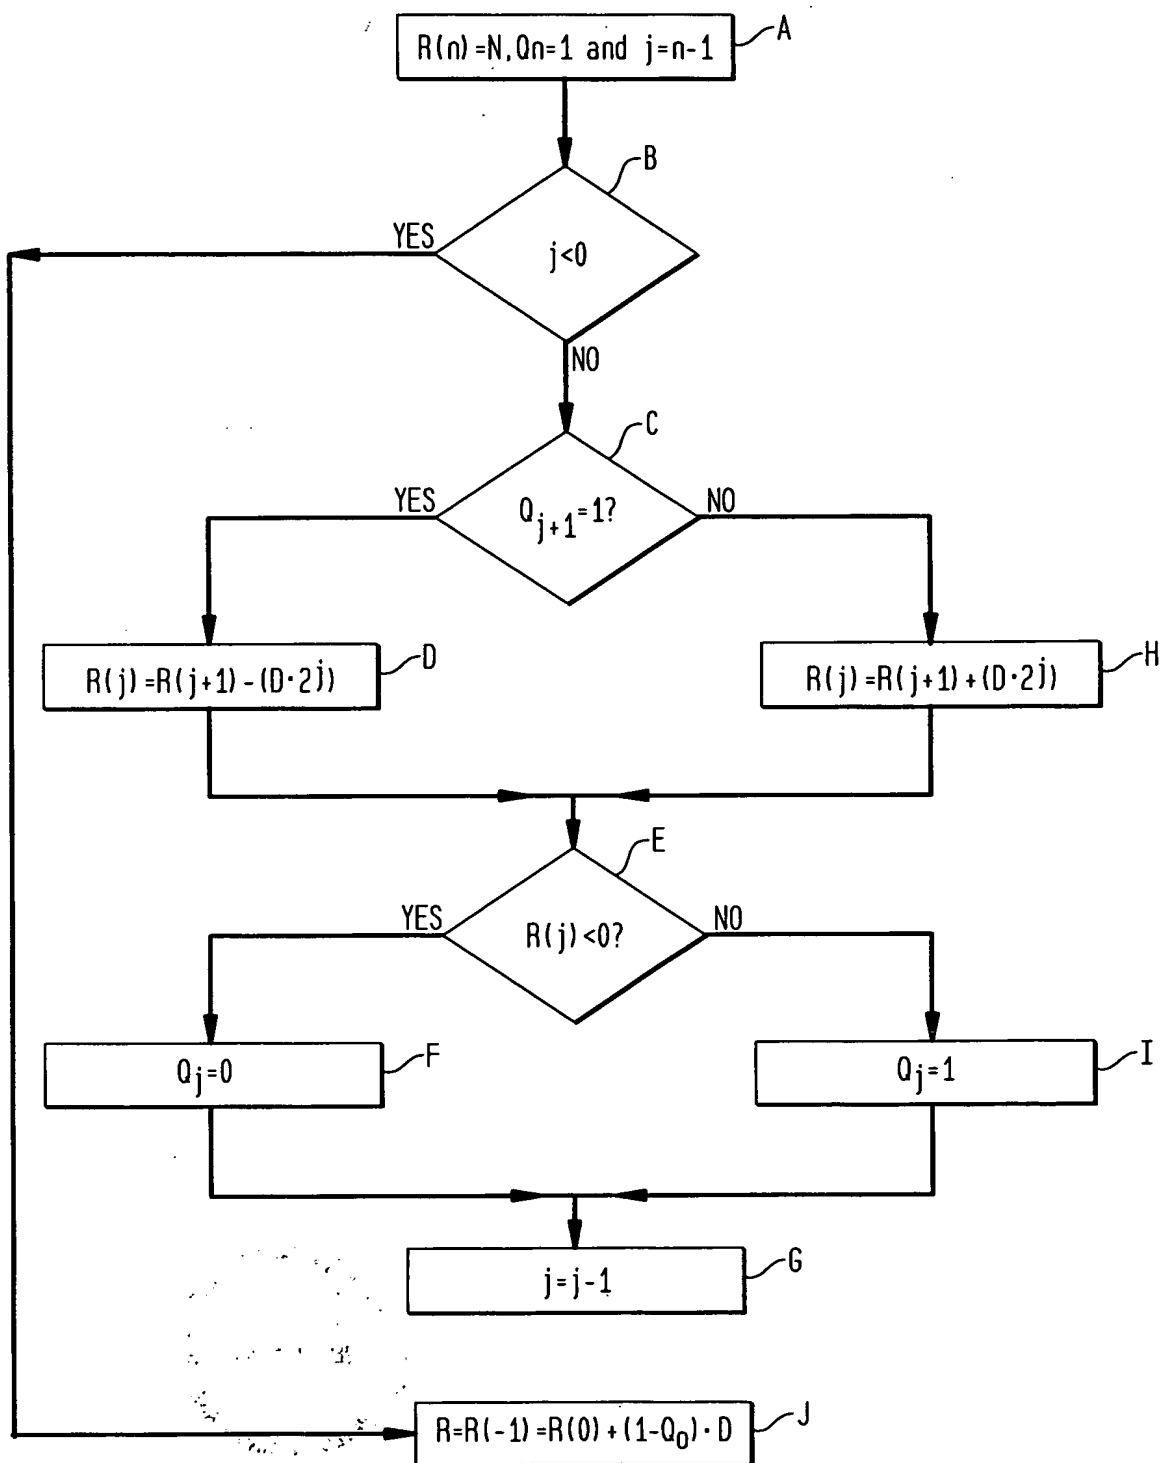 R(n)=N,Qn=1 and j=n-1
A
B
YES
j<0
NO
C
YES
Q_{j+1}=1?
NO
R(j)=R(j+1)-(D·2^j)
D
R(j)=R(j+1)+(D·2^j)
H
E
YES
R(j)<0?
NO
Q_j=0
F
Q_j=1
I
j=j-1
G
R=R(-1)=R(0)+(1-Q_0)·D
J